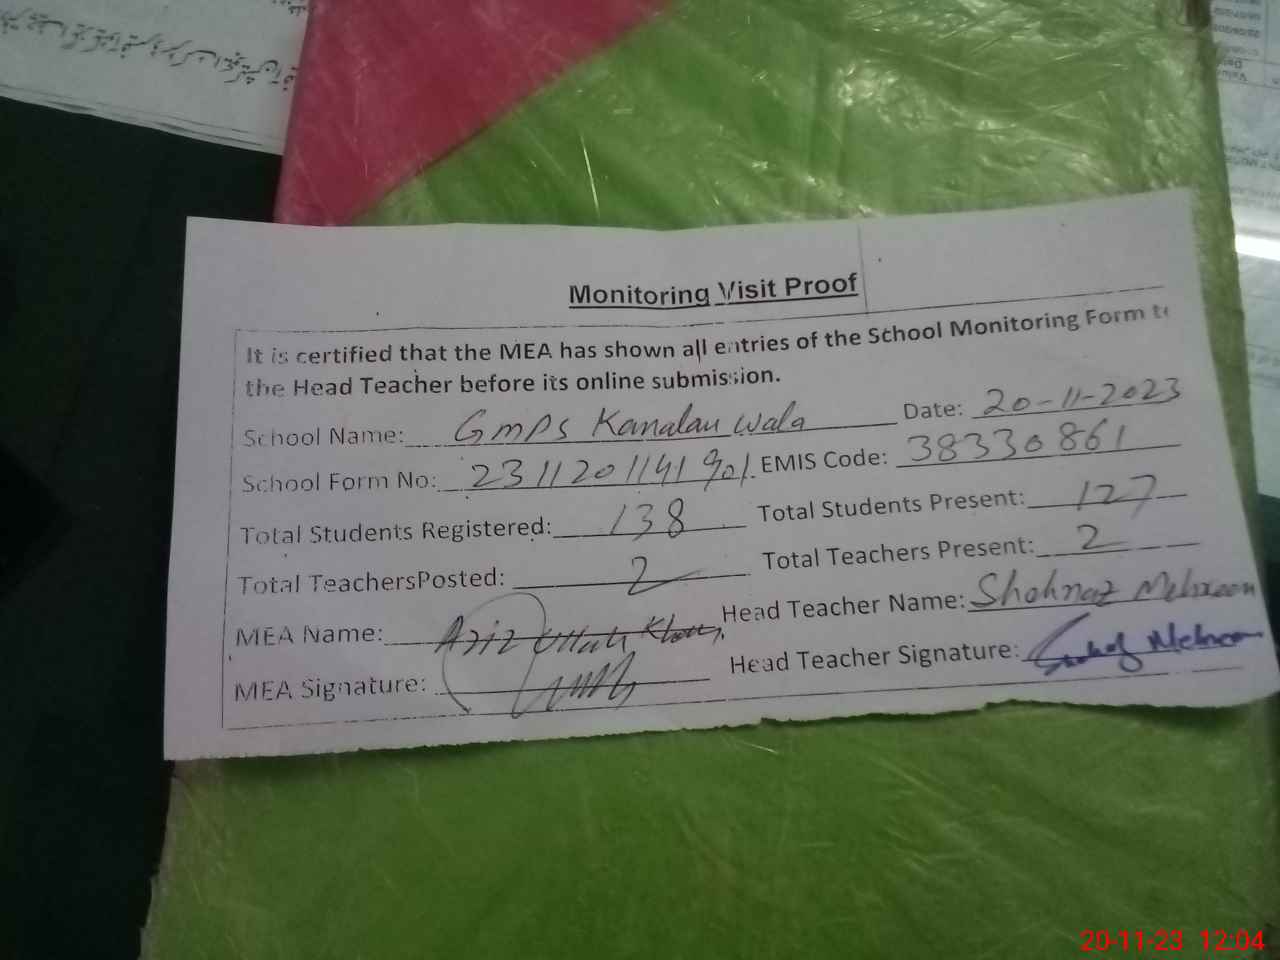 Monitoring Visit Proof
It is certified that the MEA has shown all entries of the School Monitoring Form to
the Head Teacher before its online submission.
School Name: GMPS Kanalan Wala Date: 20-11-2023
School Form No: 23112011419 EMIS Code: 38330861
Total Students Registered: 138 Total Students Present: 127
Total TeachersPosted: 2 Total Teachers Present: 2
MEA Name: Aziz Ullah Khan Head Teacher Name: Shohnaz Mehreen
MEA Signature: Head Teacher Signature: Mehreen
20-11-23 12:04